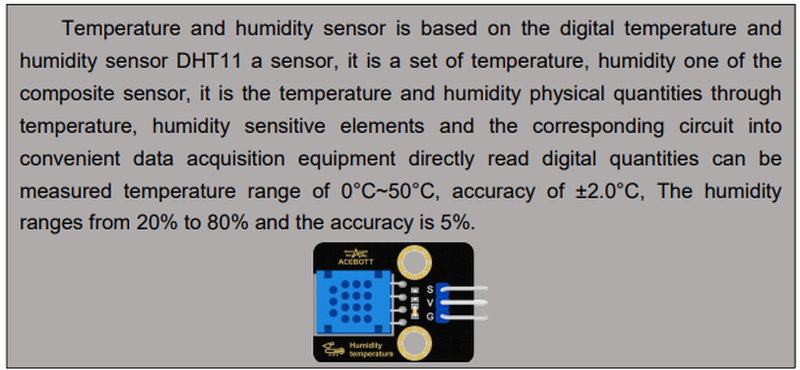 Temperature and humidity sensor is based on the digital temperature and
humidity sensor DHT11 a sensor, it is a set of temperature, humidity one of the
composite sensor, it is the temperature and humidity physical quantities through
temperature, humidity sensitive elements and the corresponding circuit into
convenient data acquisition equipment directly read digital quantities can be
measured temperature range of 0°C~50°C, accuracy of ±2.0°C, The humidity
ranges from 20% to 80% and the accuracy is 5%.
ACEBOTT
S
V
G
Humidity
temperature